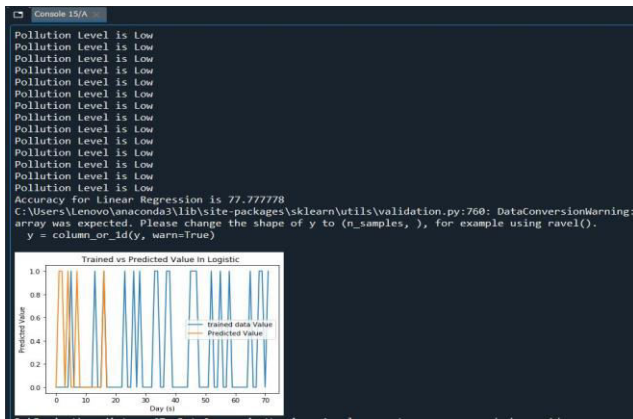 Console 15/A
Pollution Level is Low
Pollution Level is Low
Pollution Level is Low
Pollution Level is Low
Pollution Level is Low
Pollution Level is Low
Pollution Level is Low
Pollution Level is Low
Pollution Level is Low
Pollution Level is Low
Pollution Level is Low
Pollution Level is Low
Pollution Level is Low
Pollution Level is Low
Accuracy for Linear Regression is 77.777778
C:\Users\Lenovo\anaconda3\lib\site-packages\sklearn\utils\validation.py:760: DataConversionWarning:
array was expected. Please change the shape of y to (n_samples, ), for example using ravel().
y = column_or_1d(y, warn=True)
Trained vs Predicted Value In Logistic
1.0
0.8
0.6
0.4
0.2
0.0
Predicted Value
trained data Value
Predicted Value
0 10 20 30 40 50 60 70
Day (s)